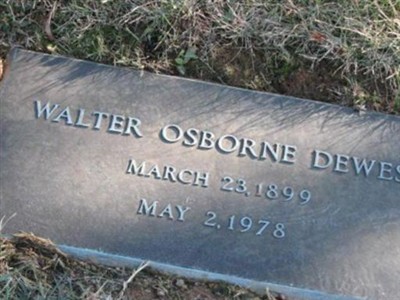 WALTER OSBORNE DEWES
MARCH 23, 1899
MAY 2, 1978